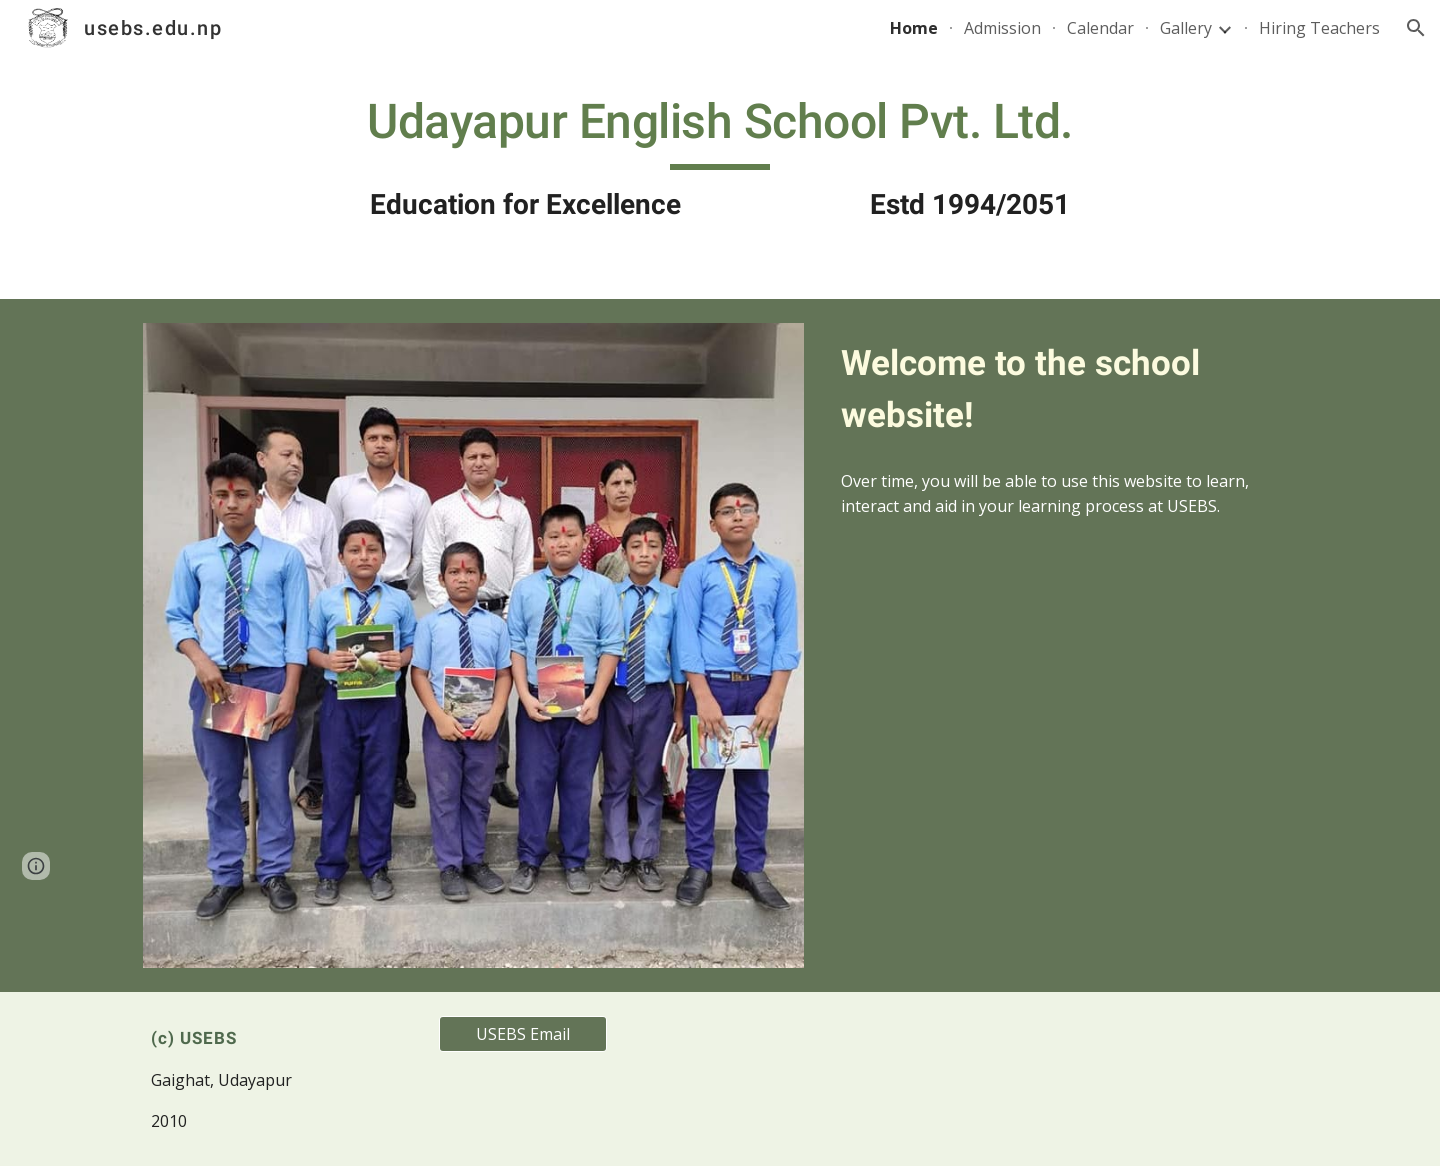 usebs.edu.np
Home
Admission
Calendar
Gallery
Hiring Teachers
Udayapur English School Pvt. Ltd.
Education for Excellence
Estd 1994/2051
Welcome to the school
website!
Over time, you will be able to use this website to learn,
interact and aid in your learning process at USEBS.
(c) USEBS
USEBS Email
Gaighat, Udayapur
2010